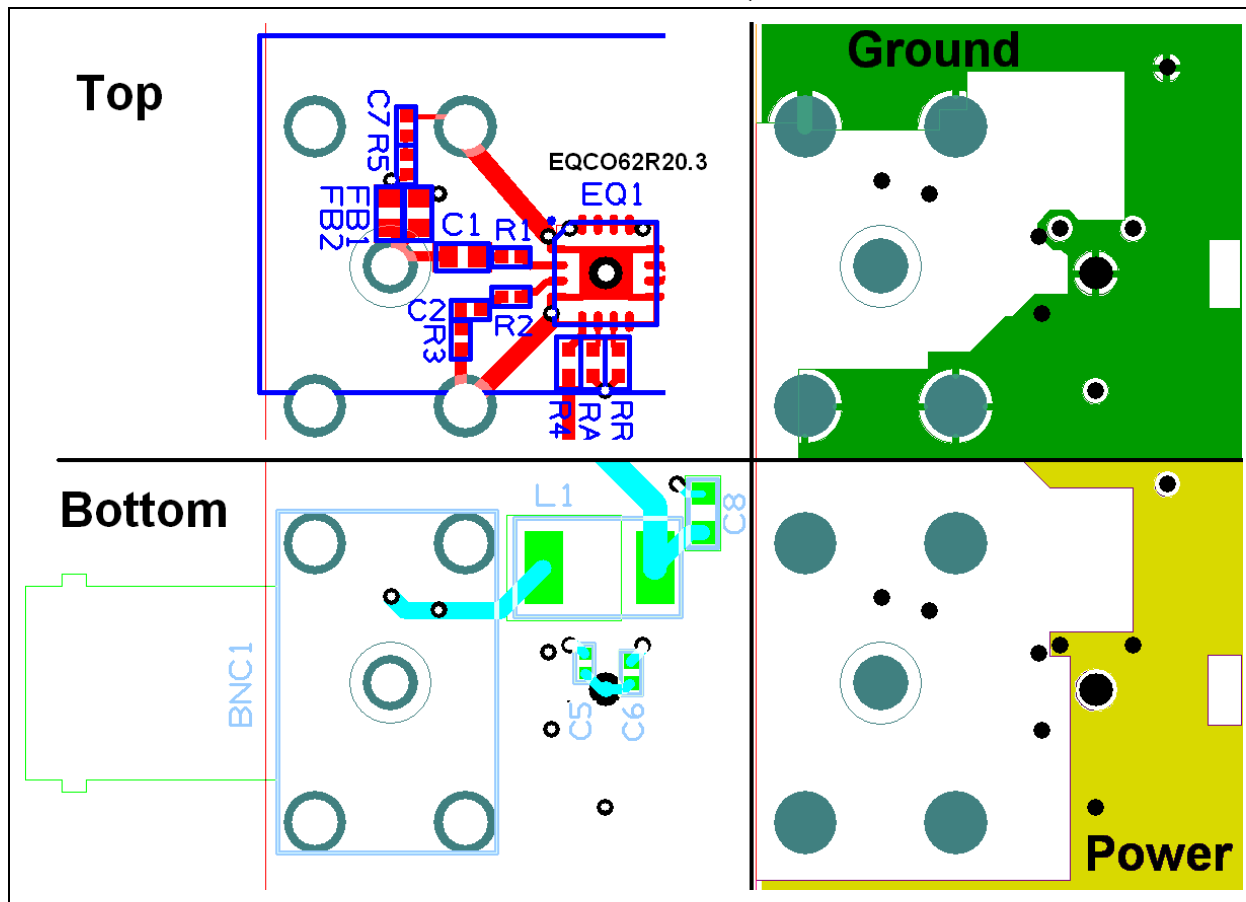 Top
Ground
C7
R5
FB1
FB2
C1
R1
EQCO62R20.3
EQ1
C2
R2
R3
R4
RA
RR
Bottom
L1
C8
BNC1
C5
C6
Power